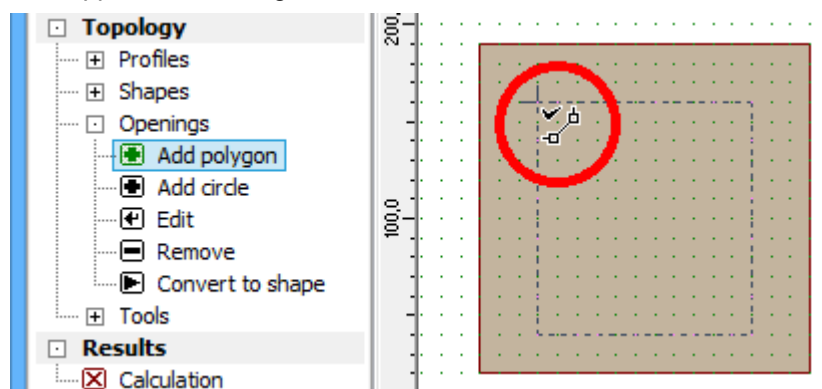 Topology
Profiles
Shapes
Openings
Add polygon
Add circle
Edit
Remove
Convert to shape
Tools
Results
Calculation
200,
100,0